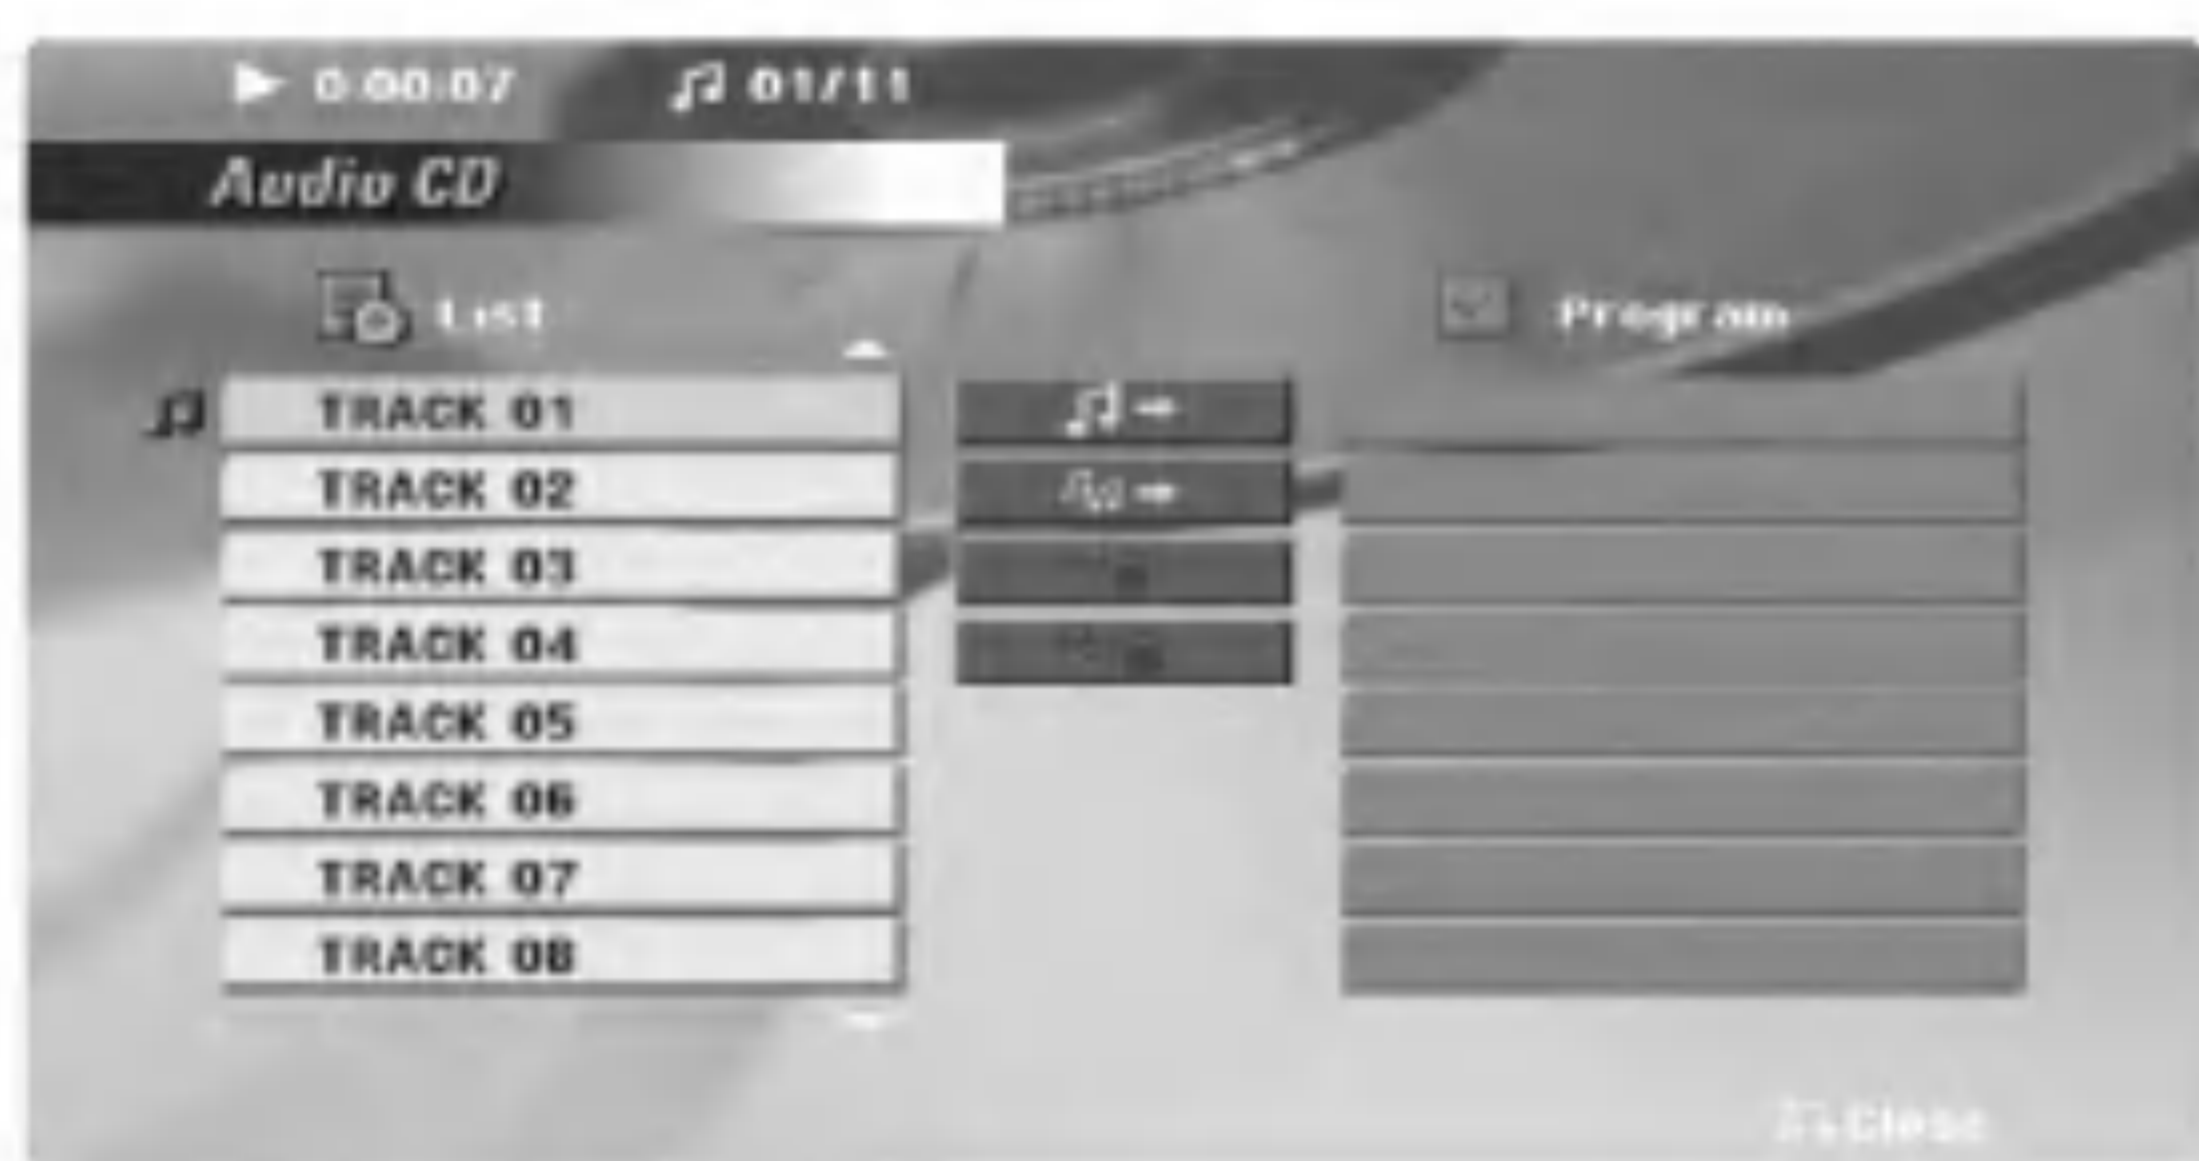 0:00:07 01/11
Audio CD
List
Program
TRACK 01
TRACK 02
TRACK 03
TRACK 04
TRACK 05
TRACK 06
TRACK 07
TRACK 08
Close